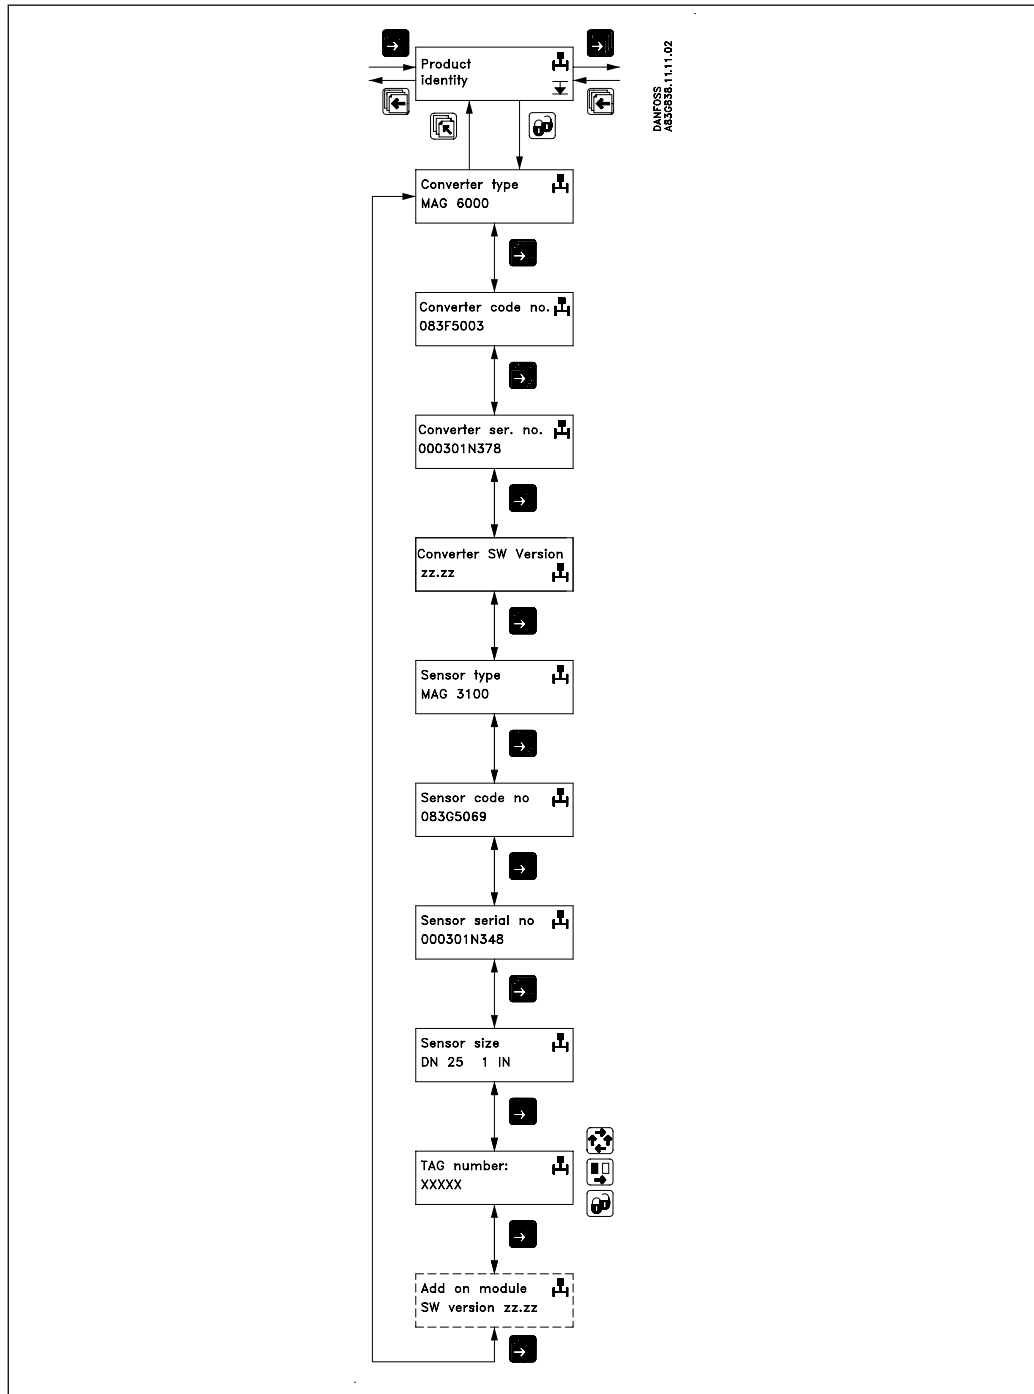 Product
identity
DANFOSS
A83G838.11.11.02
Converter type
MAG 6000
Converter code no.
083F5003
Converter ser. no.
000301N378
Converter SW Version
zz.zz
Sensor type
MAG 3100
Sensor code no
083G5069
Sensor serial no
000301N348
Sensor size
DN 25 1 IN
TAG number:
XXXXX
Add on module
SW version zz.zz